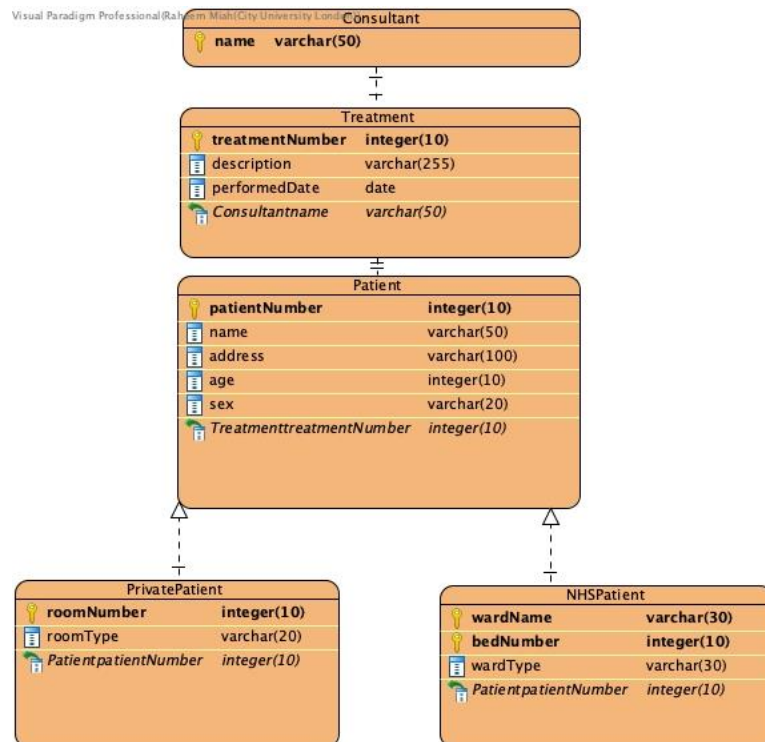 Visual Paradigm Professional(Raheem Miah(City University London))
Consultant
name varchar(50)
Treatment
treatmentNumber integer(10)
description varchar(255)
performedDate date
Consultantname varchar(50)
Patient
patientNumber integer(10)
name varchar(50)
address varchar(100)
age integer(10)
sex varchar(20)
TreatmenttreatmentNumber integer(10)
PrivatePatient
roomNumber integer(10)
roomType varchar(20)
PatientpatientNumber integer(10)
NHSPatient
wardName varchar(30)
bedNumber integer(10)
wardType varchar(30)
PatientpatientNumber integer(10)